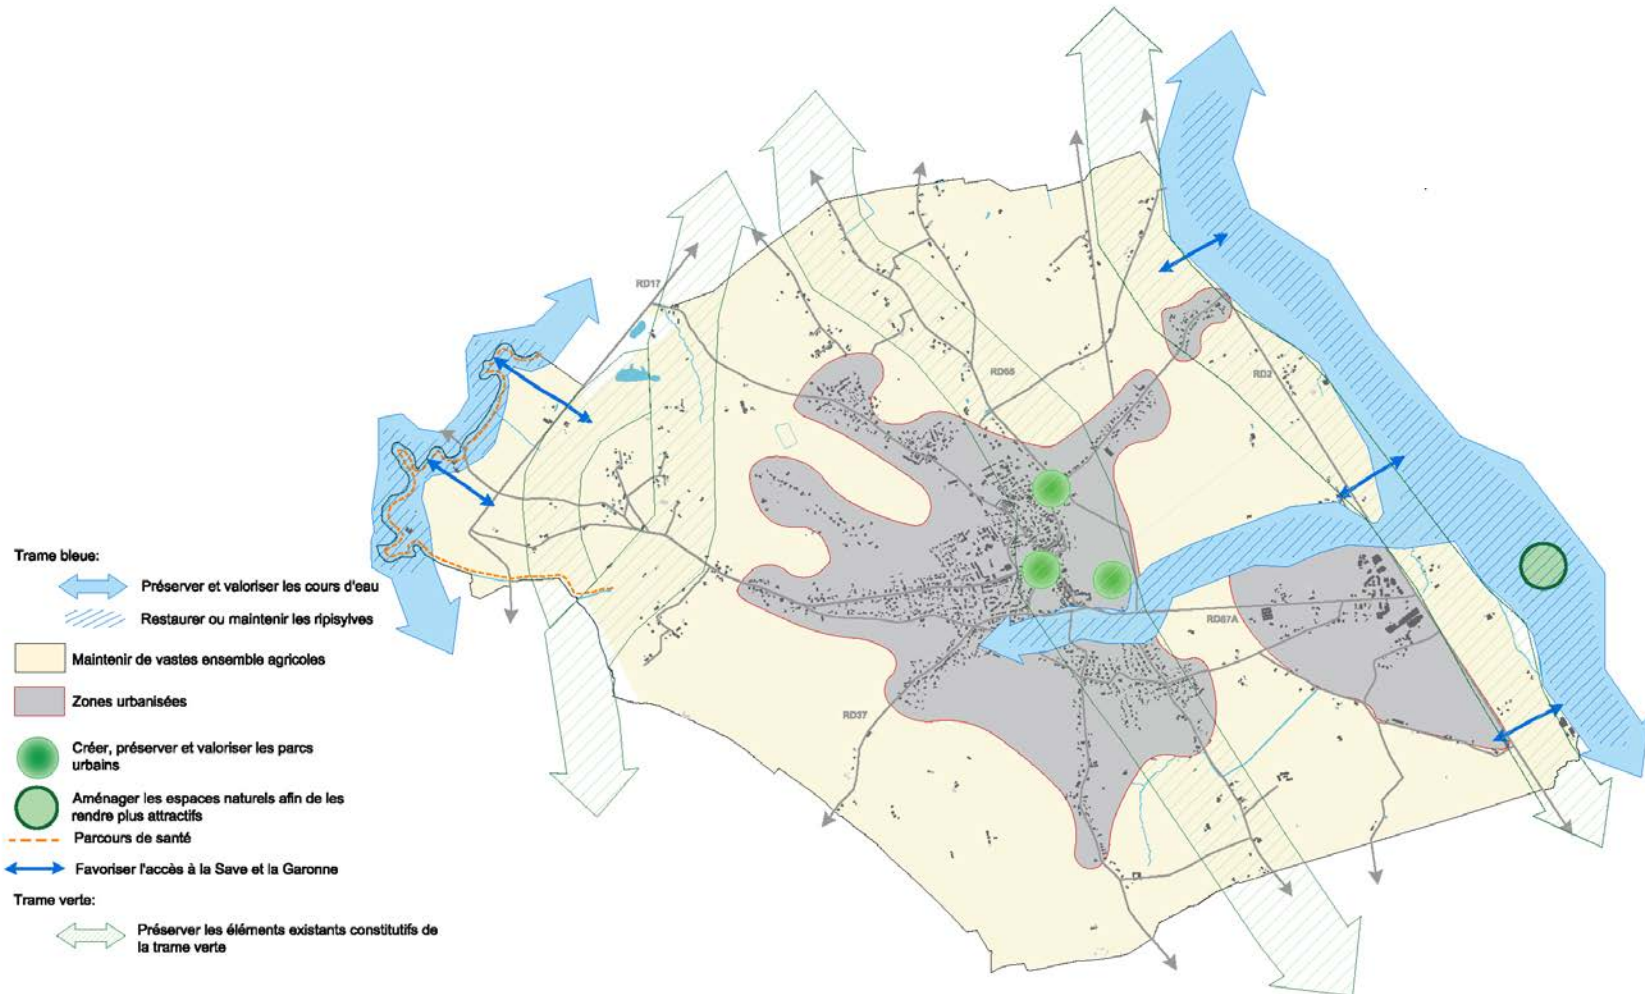 RD17
RD65
RD2
RD87A
RD37
Trame bleue:
Préserver et valoriser les cours d'eau
Restaurer ou maintenir les ripisylves
Maintenir de vastes ensemble agricoles
Zones urbanisées
Créer, préserver et valoriser les parcs
urbains
Aménager les espaces naturels afin de les
rendre plus attractifs
Parcours de santé
Favoriser l'accès à la Save et la Garonne
Trame verte:
Préserver les éléments existants constitutifs de
la trame verte